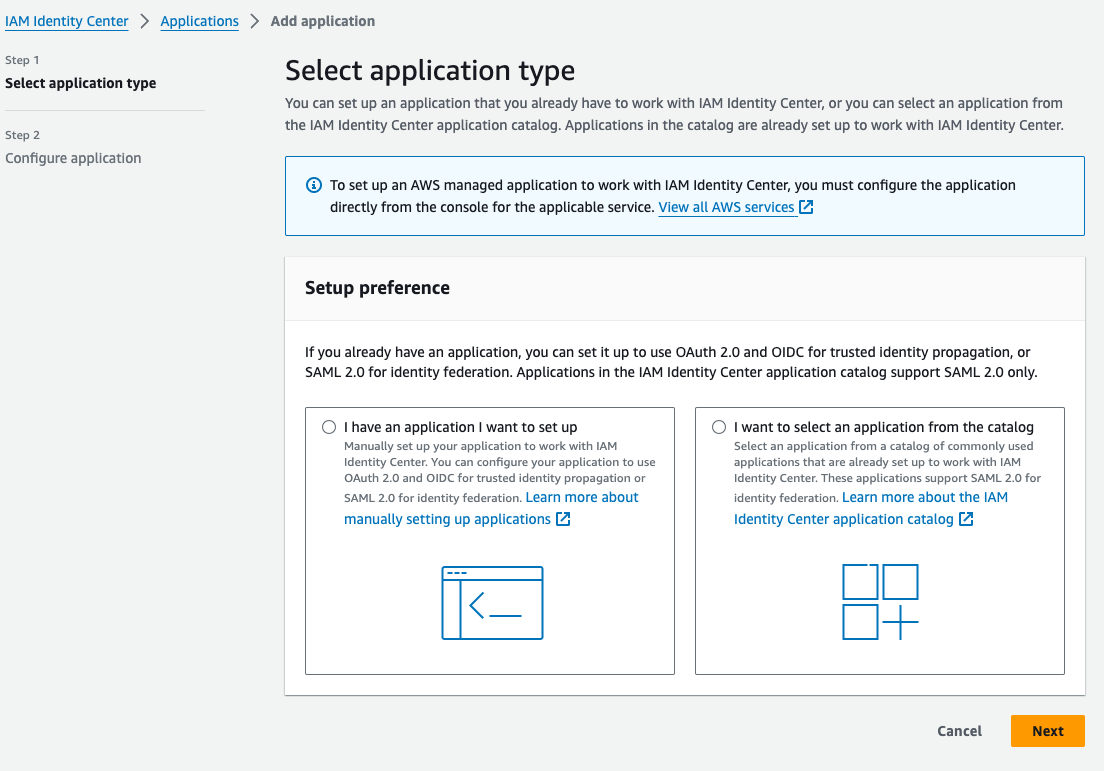 IAM Identity Center > Applications > Add application
Step 1
Select application type
Step 2
Configure application
Select application type
You can set up an application that you already have to work with IAM Identity Center, or you can select an application from
the IAM Identity Center application catalog. Applications in the catalog are already set up to work with IAM Identity Center.
To set up an AWS managed application to work with IAM Identity Center, you must configure the application
directly from the console for the applicable service. View all AWS services
Setup preference
If you already have an application, you can set it up to use OAuth 2.0 and OIDC for trusted identity propagation, or
SAML 2.0 for identity federation. Applications in the IAM Identity Center application catalog support SAML 2.0 only.
I have an application I want to set up
Manually set up your application to work with IAM
Identity Center. You can configure your application to use
OAuth 2.0 and OIDC for trusted identity propagation or
SAML 2.0 for identity federation. Learn more about
manually setting up applications
I want to select an application from the catalog
Select an application from a catalog of commonly used
applications that are already set up to work with IAM
Identity Center. These applications support SAML 2.0 for
identity federation. Learn more about the IAM
Identity Center application catalog
Cancel
Next